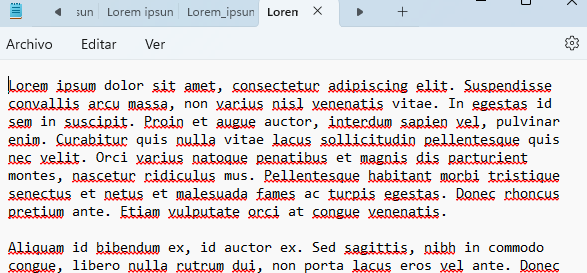 sun Lorem ipsun Lorem_ipsun Loren
Archivo Editar Ver
Lorem ipsum dolor sit amet, consectetur adipiscing elit. Suspendisse
convallis arcu massa, non varius nisl venenatis vitae. In egestas id
sem in suscipit. Proin et augue auctor, interdum sapien vel, pulvinar
enim. Curabitur quis nulla vitae lacus sollicitudin pellentesque quis
nec velit. Orci varius natoque penatibus et magnis dis parturient
montes, nascetur ridiculus mus. Pellentesque habitant morbi tristique
senectus et netus et malesuada fames ac turpis egestas. Donec rhoncus
pretium ante. Etiam vulputate orci at congue venenatis.
Aliquam id bibendum ex, id auctor ex. Sed sagittis, nibh in commodo
congue, libero nulla rutrum dui, non porta lacus eros vel ante. Donec